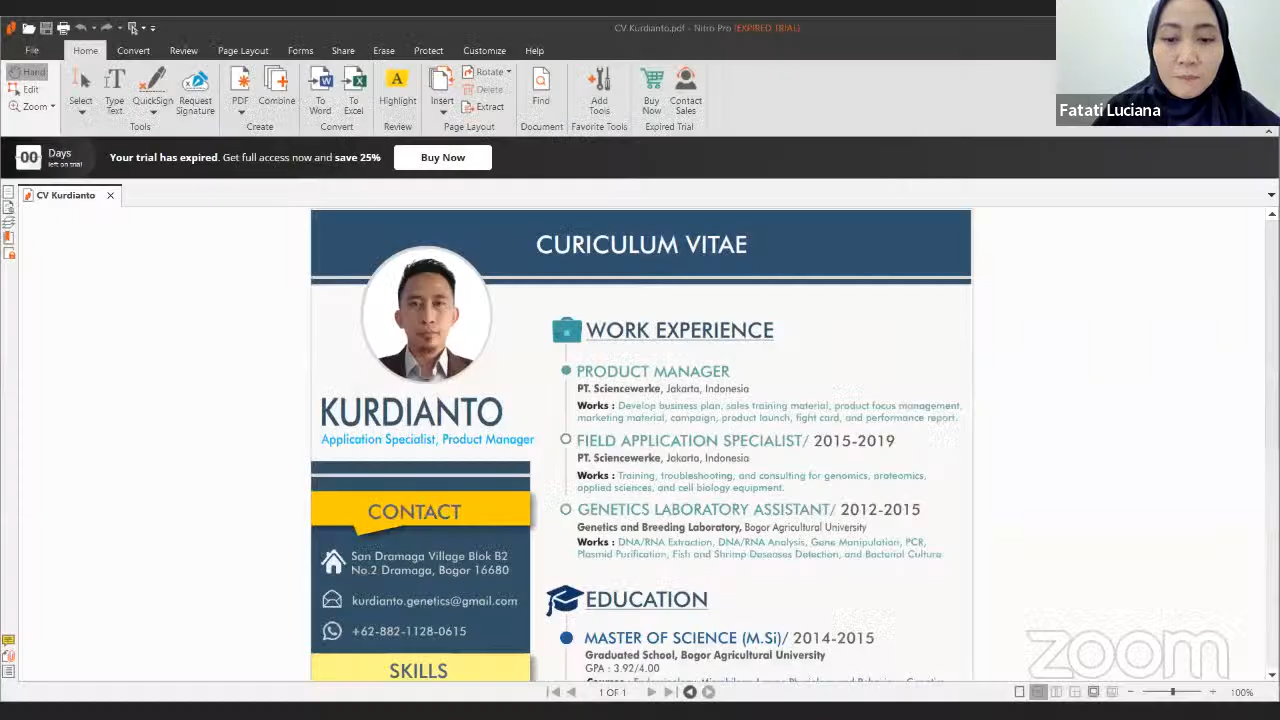 CV Kurdianto.pdf - Nitro Pro (EXPIRED TRIAL)
File Home Convert Review Page Layout Forms Share Erase Protect Customize Help
Hand
Edit
Zoom
Select
Type Text
QuickSign
Request Signature
Tools
PDF
Combine
Create
To Word
To Excel
Convert
Highlight
Review
Insert
Rotate
Delete
Extract
Page Layout
Find
Document
Add Tools
Favorite Tools
Buy Now
Contact Sales
Expired Trial
Fatati Luciana
00 Days
left on trial
Your trial has expired. Get full access now and save 25%
Buy Now
CV Kurdianto
CURICULUM VITAE
KURDIANTO
Application Specialist, Product Manager
CONTACT
San Dramaga Village Blok B2
No.2 Dramaga, Bogor 16680
kurdianto.genetics@gmail.com
+62-882-1128-0615
SKILLS
WORK EXPERIENCE
PRODUCT MANAGER
PT. Sciencewerke, Jakarta, Indonesia
Works : Develop business plan, sales training material, product focus management,
marketing material, campaign, product launch, fight card, and performance report.
FIELD APPLICATION SPECIALIST/ 2015-2019
PT. Sciencewerke, Jakarta, Indonesia
Works : Training, troubleshooting, and consulting for genomics, proteomics,
applied sciences, and cell biology equipment.
GENETICS LABORATORY ASSISTANT/ 2012-2015
Genetics and Breeding Laboratory, Bogor Agricultural University
Works : DNA/RNA Extraction, DNA/RNA Analysis, Gene Manipulation, PCR,
Plasmid Purification, Fish and Shrimp Deseases Detection, and Bacterial Culture
EDUCATION
MASTER OF SCIENCE (M.Si)/ 2014-2015
Graduated School, Bogor Agricultural University
GPA : 3.92/4.00
zoom
1 OF 1
100%